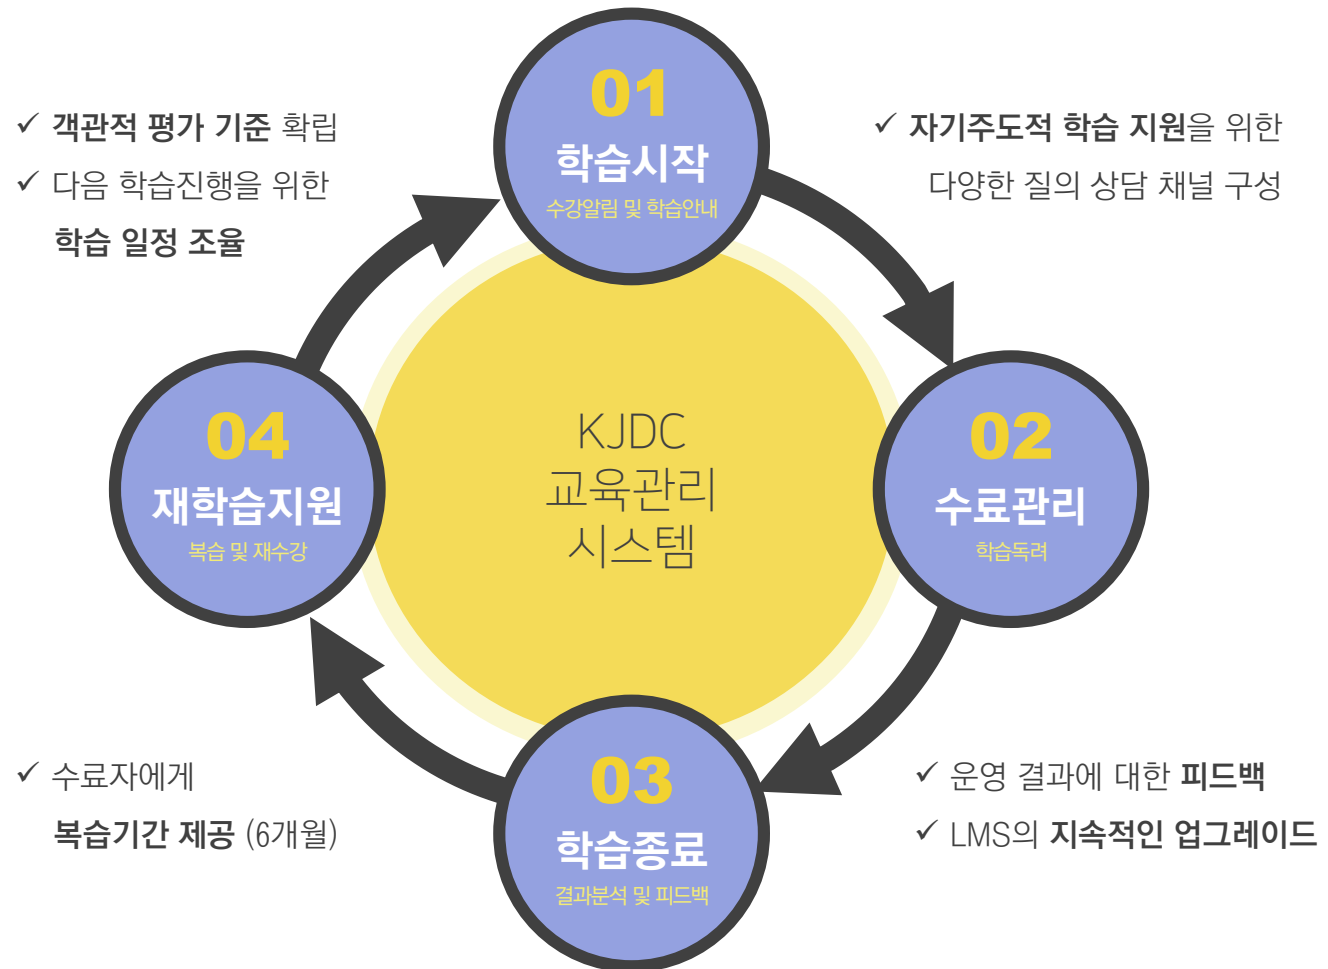 01
학습시작
수강알림 및 학습안내
✓ 객관적 평가 기준 확립
✓ 다음 학습진행을 위한
학습 일정 조율
✓ 자기주도적 학습 지원을 위한
다양한 질의 상담 채널 구성
04
재학습지원
복습 및 재수강
KJDC
교육관리
시스템
02
수료관리
학습독려
✓ 수료자에게
복습기간 제공 (6개월)
03
학습종료
결과분석 및 피드백
✓ 운영 결과에 대한 피드백
✓ LMS의 지속적인 업그레이드